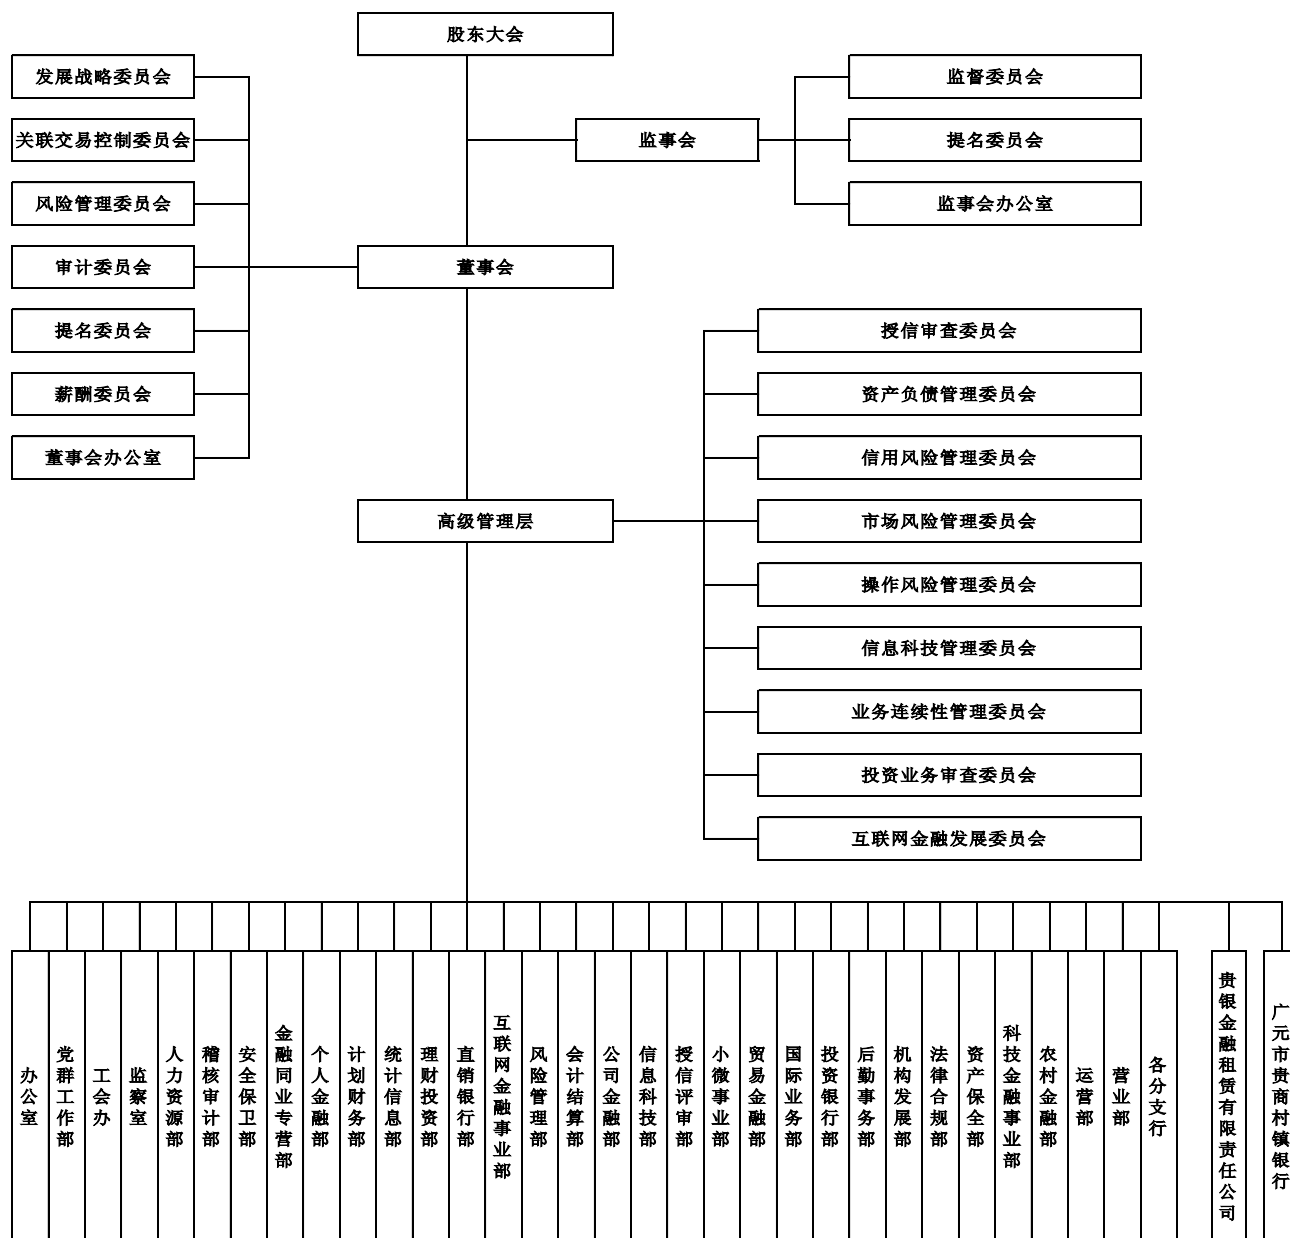 股东大会
发展战略委员会
关联交易控制委员会
风险管理委员会
审计委员会
提名委员会
薪酬委员会
董事会办公室
监事会
监督委员会
提名委员会
监事会办公室
董事会
高级管理层
授信审查委员会
资产负债管理委员会
信用风险管理委员会
市场风险管理委员会
操作风险管理委员会
信息科技管理委员会
业务连续性管理委员会
投资业务审查委员会
互联网金融发展委员会
办公室
党群工作部
工会办
监察室
人力资源部
稽核审计部
安全保卫部
金融同业专营部
个人金融部
计划财务部
统计信息部
理财投资部
直销银行部
互联网金融事业部
风险管理部
会计结算部
公司金融部
信息科技部
授信评审部
小微事业部
贸易金融部
国际业务部
投资银行部
后勤事务部
机构发展部
法律合规部
资产保全部
科技金融事业部
农村金融部
运营部
营业部
各分支行
贵银金融租赁有限责任公司
广元市贵商村镇银行